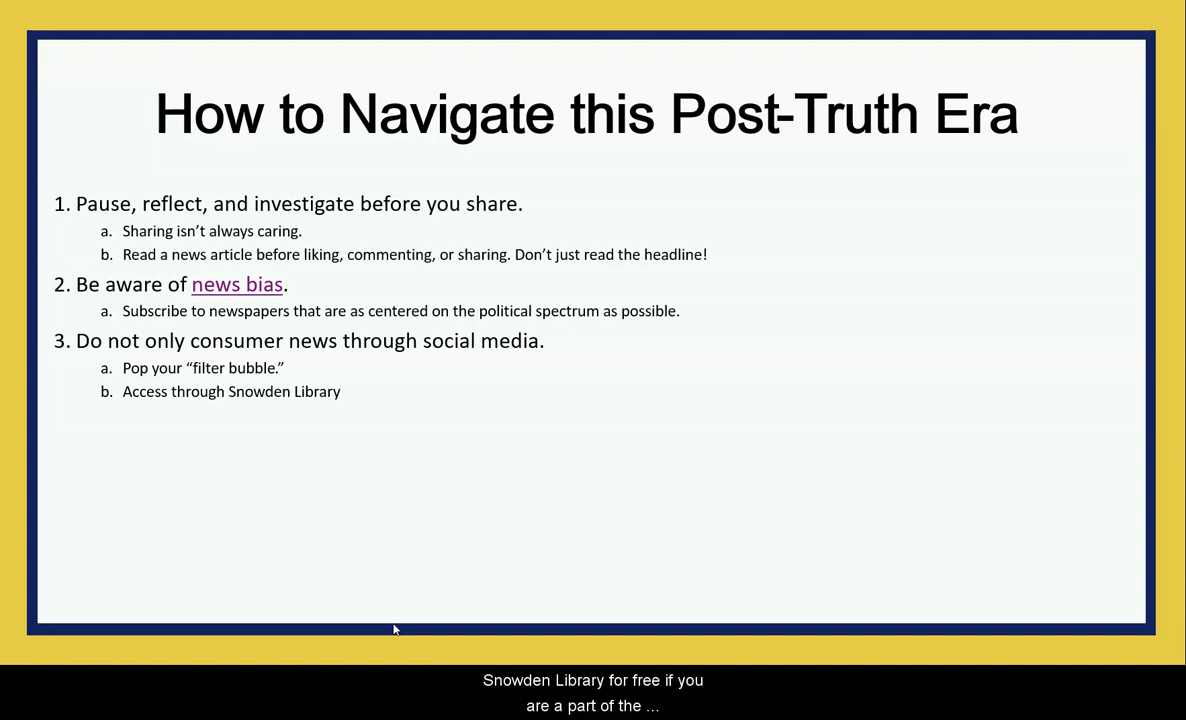 How to Navigate this Post-Truth Era
1. Pause, reflect, and investigate before you share.
a. Sharing isn’t always caring.
b. Read a news article before liking, commenting, or sharing. Don’t just read the headline!
2. Be aware of news bias.
a. Subscribe to newspapers that are as centered on the political spectrum as possible.
3. Do not only consumer news through social media.
a. Pop your “filter bubble.”
b. Access through Snowden Library
Snowden Library for free if you
are a part of the ...